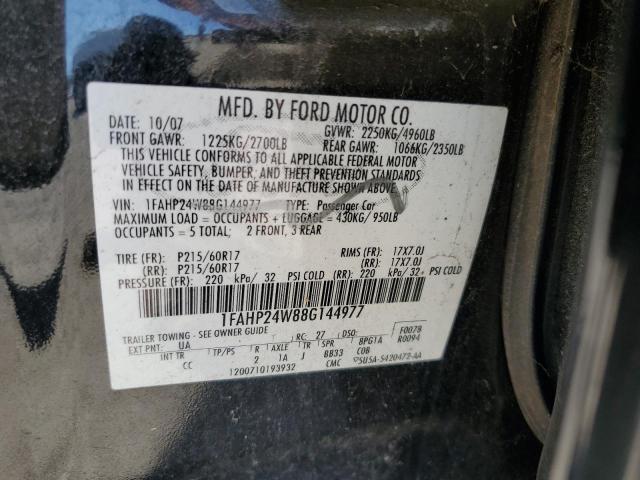 MFD. BY FORD MOTOR CO.
DATE: 10/07 GVWR: 2250KG/4960LB
FRONT GAWR: 1225KG/2700LB REAR GAWR: 1066KG/2350LB
THIS VEHICLE CONFORMS TO ALL APPLICABLE FEDERAL MOTOR
VEHICLE SAFETY, BUMPER, AND THEFT PREVENTION STANDARDS
IN EFFECT ON THE DATE OF MANUFACTURE SHOWN ABOVE.
VIN: 1FAHP24W88G144977 TYPE: Passenger Car
MAXIMUM LOAD = OCCUPANTS + LUGGAGE = 430KG/ 950LB
OCCUPANTS = 5 TOTAL; 2 FRONT, 3 REAR
TIRE (FR): P215/60R17 RIMS (FR): 17X7.0J
(RR): P215/60R17 (RR): 17X7.0J
PRESSURE (FR): 220 kPa/ 32 PSI COLD (RR): 220 kPa/ 32 PSI COLD
1FAHP24W88G144977
TRAILER TOWING - SEE OWNER GUIDE RC: 27 DSO: F0078
EXT PNT: UA R AXLE TR SPR BPG1A R0094
INT TR TP/PS 2 1A J BB33 COB
CC 1200710193932 CMC 5U5A-5420472-AA